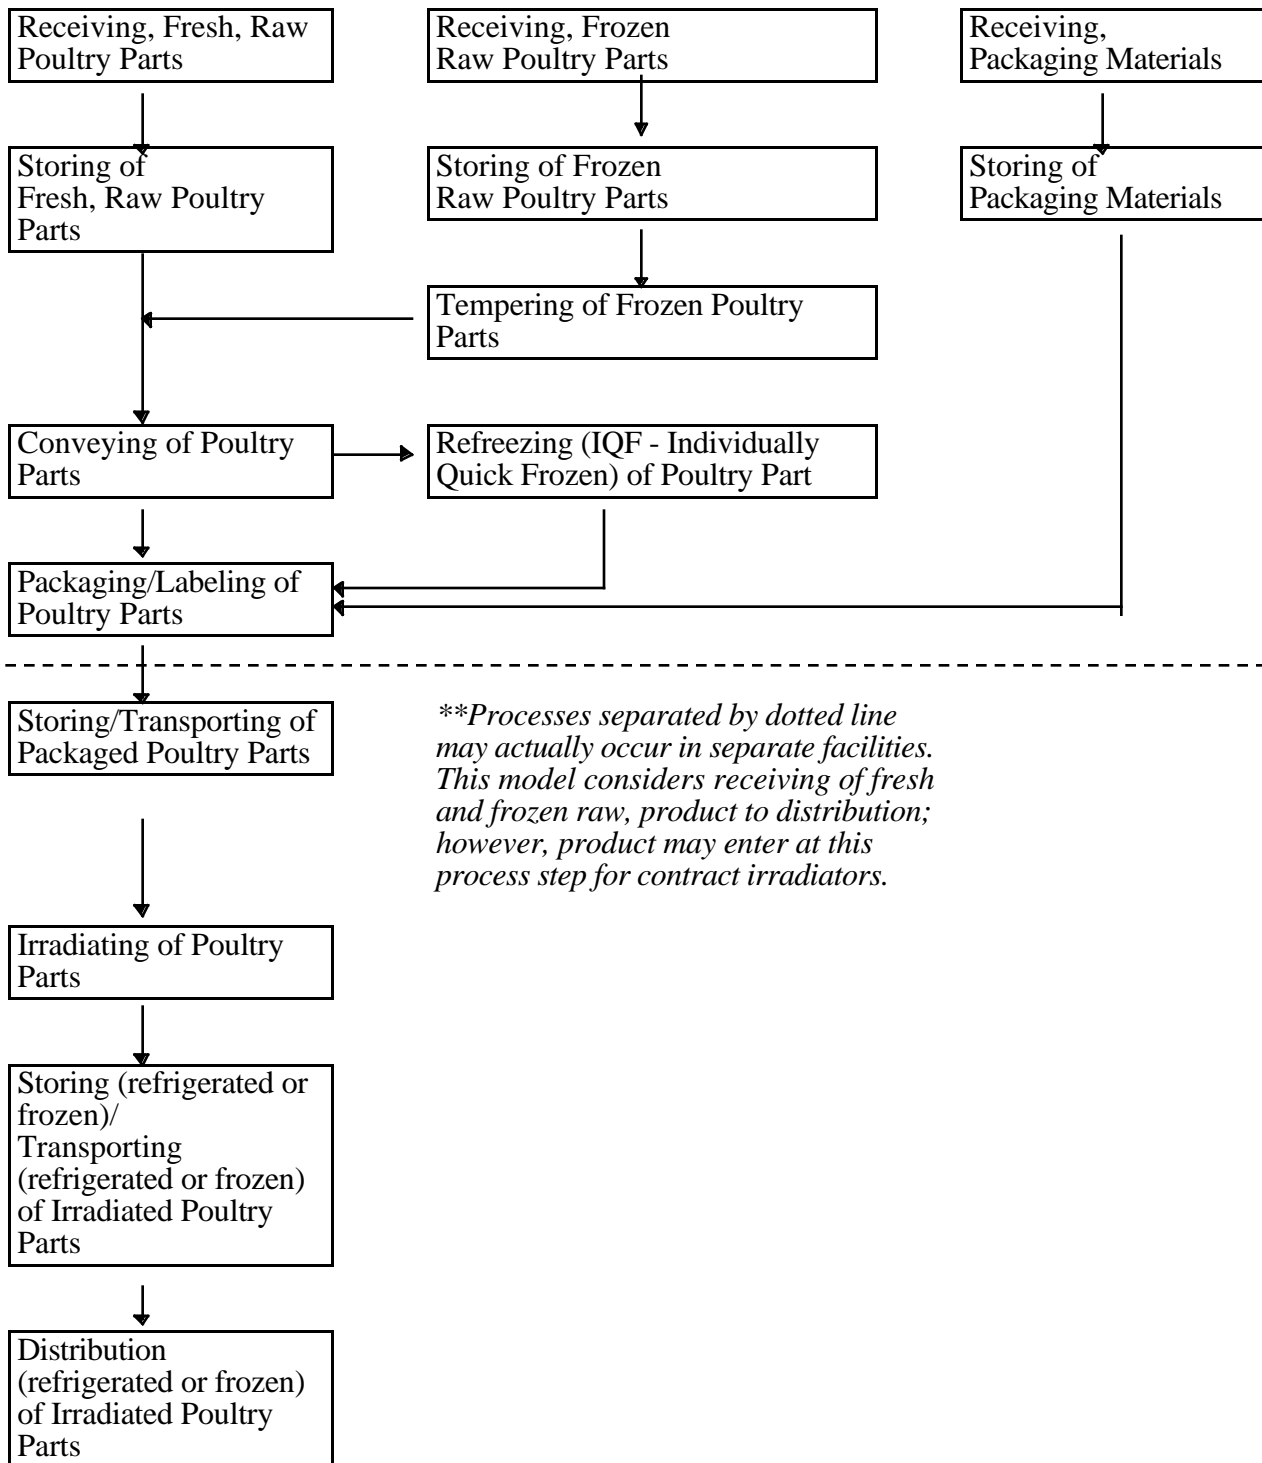 Receiving, Fresh, Raw
Poultry Parts
Receiving, Frozen
Raw Poultry Parts
Receiving,
Packaging Materials
Storing of
Fresh, Raw Poultry
Parts
Storing of Frozen
Raw Poultry Parts
Storing of
Packaging Materials
Tempering of Frozen Poultry
Parts
Conveying of Poultry
Parts
Refreezing (IQF - Individually
Quick Frozen) of Poultry Part
Packaging/Labeling of
Poultry Parts
Storing/Transporting of
Packaged Poultry Parts
**Processes separated by dotted line
may actually occur in separate facilities.
This model considers receiving of fresh
and frozen raw, product to distribution;
however, product may enter at this
process step for contract irradiators.
Irradiating of Poultry
Parts
Storing (refrigerated or
frozen)/
Transporting
(refrigerated or frozen)
of Irradiated Poultry
Parts
Distribution
(refrigerated or frozen)
of Irradiated Poultry
Parts